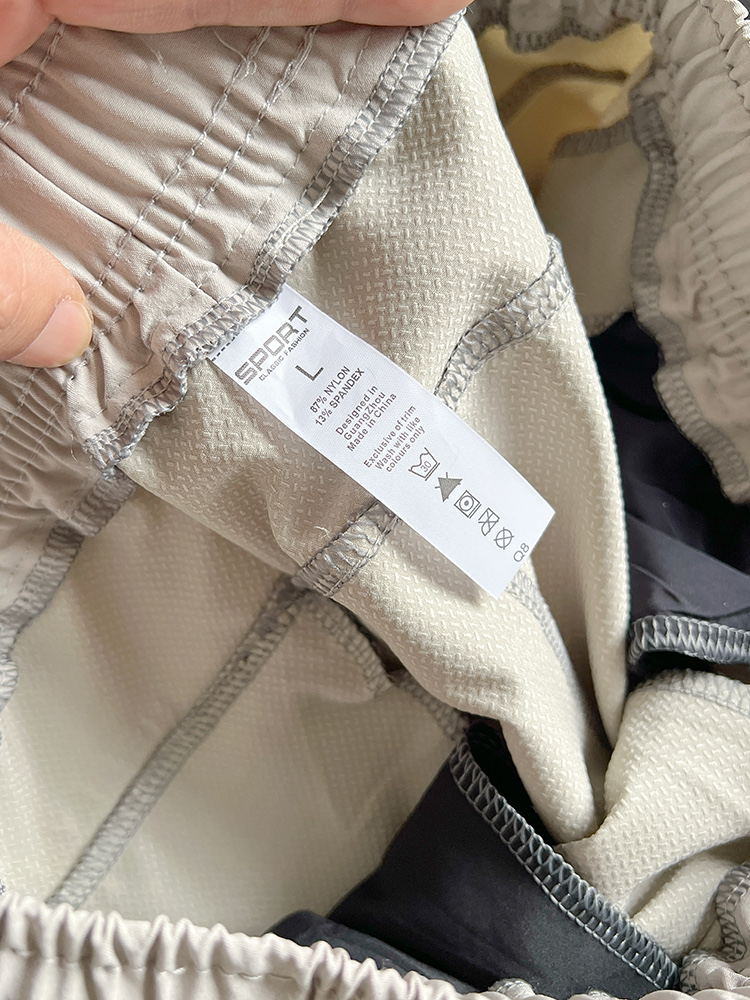 SPORT
CLASSIC FASHION
L
87% NYLON
13% SPANDEX
Designed in
GuangZhou
Made in China
Exclusive of trim
Wash with like
colours only
30
Q8